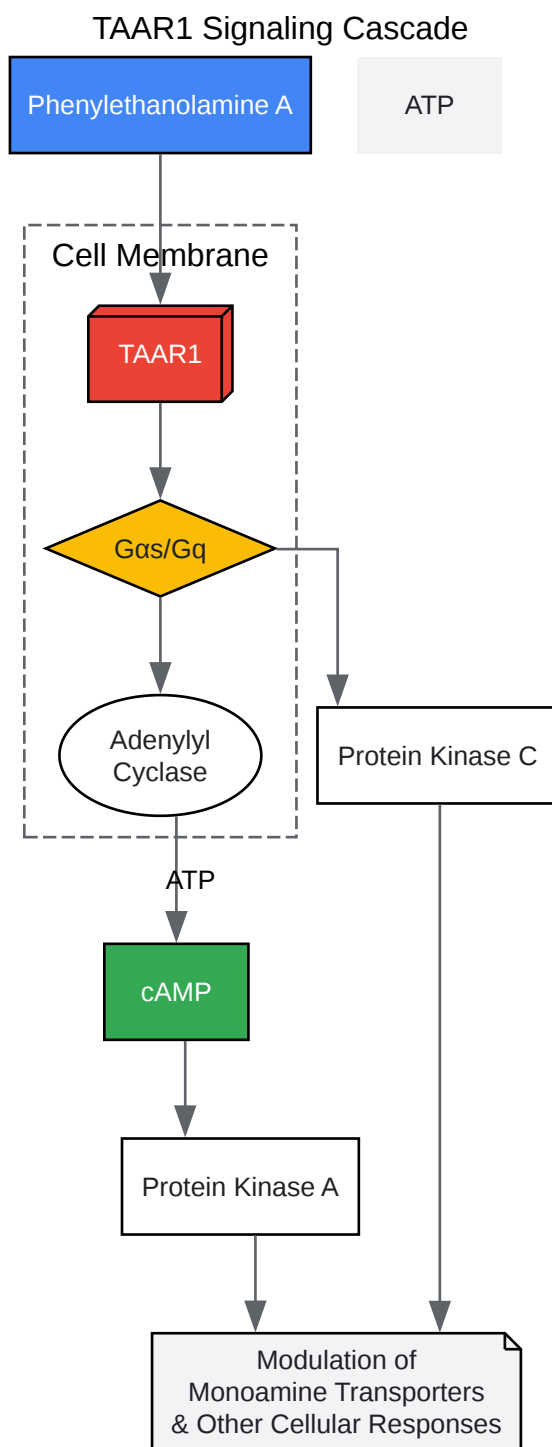 TAAR1 Signaling Cascade
Phenylethanolamine A
ATP
Cell Membrane
TAAR1
Gαs/Gq
Adenylyl
Cyclase
Protein Kinase C
ATP
cAMP
Protein Kinase A
Modulation of
Monoamine Transporters
& Other Cellular Responses